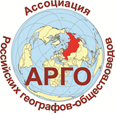 Ассоциация
АРГО
Российских географов-обществоведов